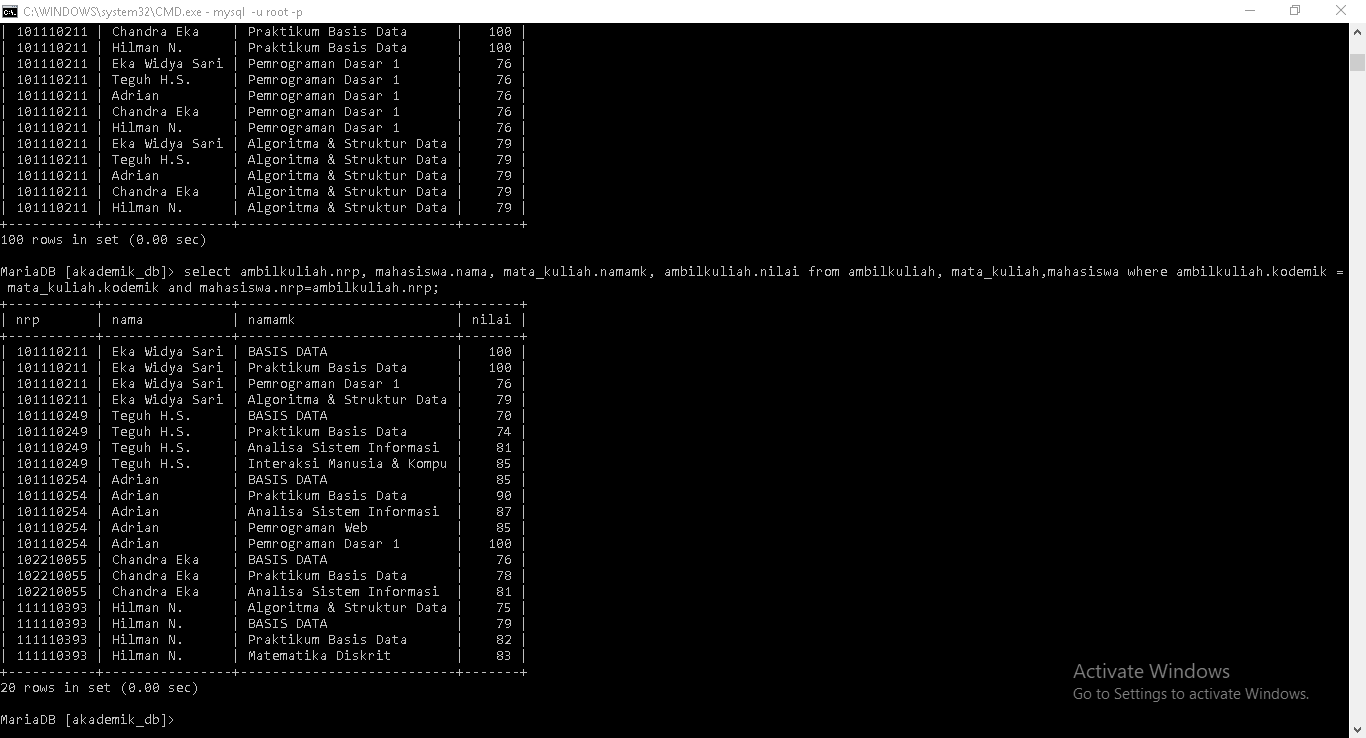 C:\WINDOWS\system32\CMD.exe - mysql -u root -p
| 101110211 | Chandra Eka | Praktikum Basis Data | 100 |
| 101110211 | Hilman N. | Praktikum Basis Data | 100 |
| 101110211 | Eka Widya Sari | Pemrograman Dasar 1 | 76 |
| 101110211 | Teguh H.S. | Pemrograman Dasar 1 | 76 |
| 101110211 | Adrian | Pemrograman Dasar 1 | 76 |
| 101110211 | Chandra Eka | Pemrograman Dasar 1 | 76 |
| 101110211 | Hilman N. | Pemrograman Dasar 1 | 76 |
| 101110211 | Eka Widya Sari | Algoritma & Struktur Data | 79 |
| 101110211 | Teguh H.S. | Algoritma & Struktur Data | 79 |
| 101110211 | Adrian | Algoritma & Struktur Data | 79 |
| 101110211 | Chandra Eka | Algoritma & Struktur Data | 79 |
| 101110211 | Hilman N. | Algoritma & Struktur Data | 79 |
+-----------+----------------+---------------------------+-------+
100 rows in set (0.00 sec)
MariaDB [akademik_db]> select ambilkuliah.nrp, mahasiswa.nama, mata_kuliah.namamk, ambilkuliah.nilai from ambilkuliah, mata_kuliah,mahasiswa where ambilkuliah.kodemik =
mata_kuliah.kodemik and mahasiswa.nrp=ambilkuliah.nrp;
+-----------+----------------+---------------------------+-------+
| nrp | nama | namamk | nilai |
+-----------+----------------+---------------------------+-------+
| 101110211 | Eka Widya Sari | BASIS DATA | 100 |
| 101110211 | Eka Widya Sari | Praktikum Basis Data | 100 |
| 101110211 | Eka Widya Sari | Pemrograman Dasar 1 | 76 |
| 101110211 | Eka Widya Sari | Algoritma & Struktur Data | 79 |
| 101110249 | Teguh H.S. | BASIS DATA | 70 |
| 101110249 | Teguh H.S. | Praktikum Basis Data | 74 |
| 101110249 | Teguh H.S. | Analisa Sistem Informasi | 81 |
| 101110249 | Teguh H.S. | Interaksi Manusia & Kompu | 85 |
| 101110254 | Adrian | BASIS DATA | 85 |
| 101110254 | Adrian | Praktikum Basis Data | 90 |
| 101110254 | Adrian | Analisa Sistem Informasi | 87 |
| 101110254 | Adrian | Pemrograman Web | 85 |
| 101110254 | Adrian | Pemrograman Dasar 1 | 100 |
| 102210055 | Chandra Eka | BASIS DATA | 76 |
| 102210055 | Chandra Eka | Praktikum Basis Data | 78 |
| 102210055 | Chandra Eka | Analisa Sistem Informasi | 81 |
| 111110393 | Hilman N. | Algoritma & Struktur Data | 75 |
| 111110393 | Hilman N. | BASIS DATA | 79 |
| 111110393 | Hilman N. | Praktikum Basis Data | 82 |
| 111110393 | Hilman N. | Matematika Diskrit | 83 |
+-----------+----------------+---------------------------+-------+
20 rows in set (0.00 sec)
MariaDB [akademik_db]>
Activate Windows
Go to Settings to activate Windows.